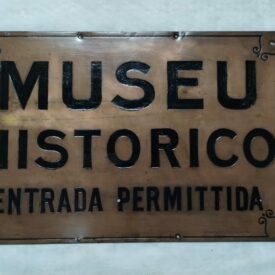 MUSEU
HISTORICO
ENTRADA PERMITTIDA